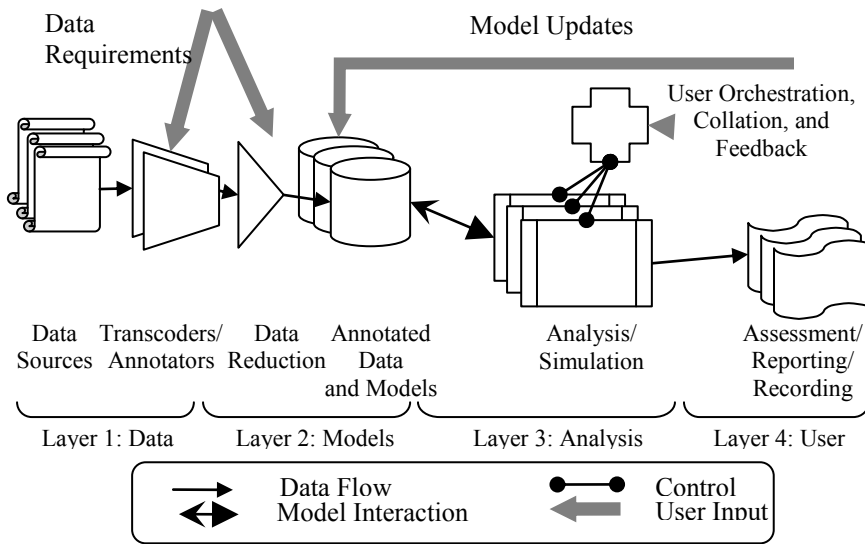 Data
Requirements
Model Updates
User Orchestration,
Collation, and
Feedback
Data
Sources
Transcoders/
Annotators
Data
Reduction
Annotated
Data
and Models
Analysis/
Simulation
Assessment/
Reporting/
Recording
Layer 1: Data
Layer 2: Models
Layer 3: Analysis
Layer 4: User
Data Flow
Model Interaction
Control
User Input